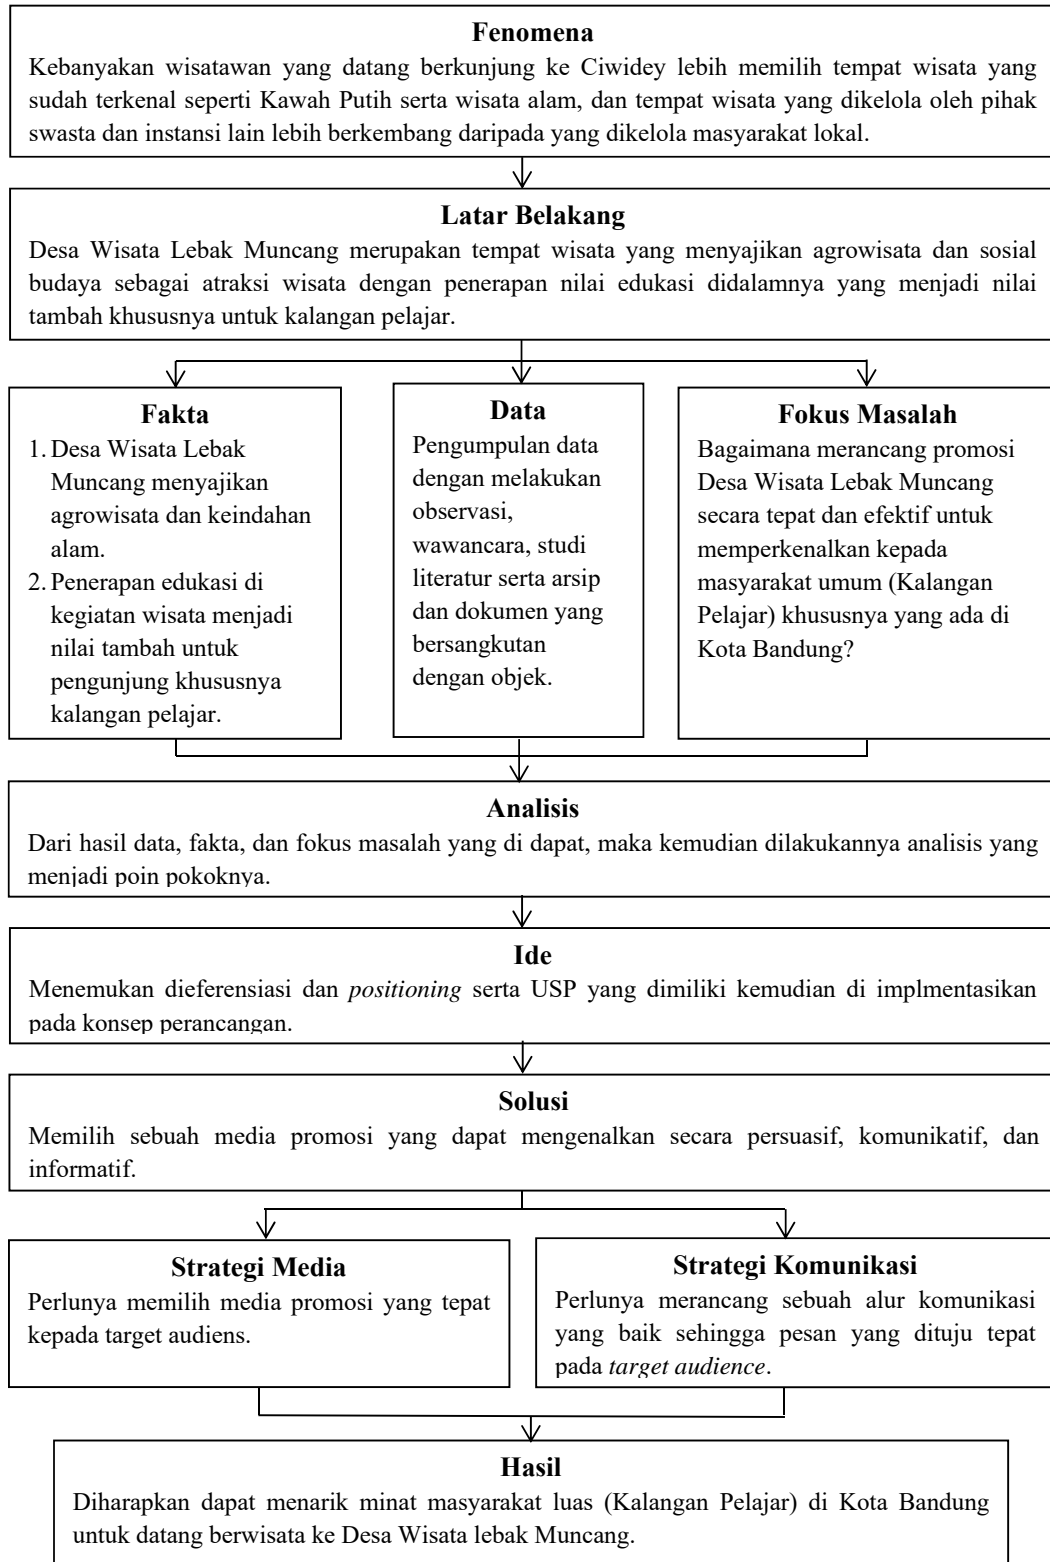 Fenomena
Kebanyakan wisatawan yang datang berkunjung ke Ciwidey lebih memilih tempat wisata yang
sudah terkenal seperti Kawah Putih serta wisata alam, dan tempat wisata yang dikelola oleh pihak
swasta dan instansi lain lebih berkembang daripada yang dikelola masyarakat lokal.
Latar Belakang
Desa Wisata Lebak Muncang merupakan tempat wisata yang menyajikan agrowisata dan sosial
budaya sebagai atraksi wisata dengan penerapan nilai edukasi didalamnya yang menjadi nilai
tambah khususnya untuk kalangan pelajar.
Fakta
1. Desa Wisata Lebak
Muncang menyajikan
agrowisata dan keindahan
alam.
2. Penerapan edukasi di
kegiatan wisata menjadi
nilai tambah untuk
pengunjung khususnya
kalangan pelajar.
Data
Pengumpulan data
dengan melakukan
observasi,
wawancara, studi
literatur serta arsip
dan dokumen yang
bersangkutan
dengan objek.
Fokus Masalah
Bagaimana merancang promosi
Desa Wisata Lebak Muncang
secara tepat dan efektif untuk
memperkenalkan kepada
masyarakat umum (Kalangan
Pelajar) khususnya yang ada di
Kota Bandung?
Analisis
Dari hasil data, fakta, dan fokus masalah yang di dapat, maka kemudian dilakukannya analisis yang
menjadi poin pokoknya.
Ide
Menemukan dieferensiasi dan positioning serta USP yang dimiliki kemudian di implmentasikan
pada konsep perancangan.
Solusi
Memilih sebuah media promosi yang dapat mengenalkan secara persuasif, komunikatif, dan
informatif.
Strategi Media
Perlunya memilih media promosi yang tepat
kepada target audiens.
Strategi Komunikasi
Perlunya merancang sebuah alur komunikasi
yang baik sehingga pesan yang dituju tepat
pada target audience.
Hasil
Diharapkan dapat menarik minat masyarakat luas (Kalangan Pelajar) di Kota Bandung
untuk datang berwisata ke Desa Wisata lebak Muncang.